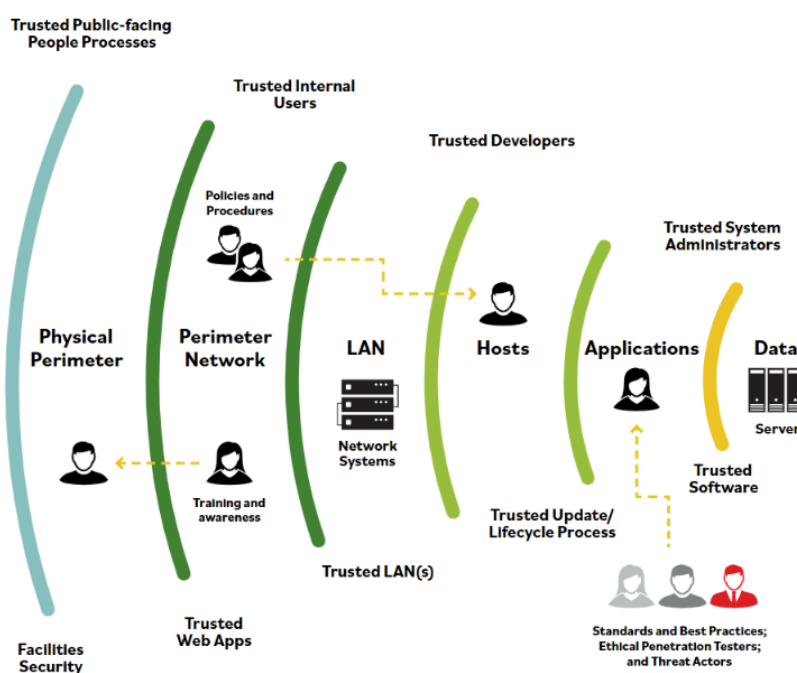 Trusted Public-facing
People Processes
Trusted Internal
Users
Trusted Developers
Trusted System
Administrators
Policies and
Procedures
Physical
Perimeter
Perimeter
Network
LAN
Hosts
Applications
Data
Network
Systems
Server
Training and
awareness
Trusted
Software
Trusted Update/
Lifecycle Process
Trusted LAN(s)
Trusted
Web Apps
Facilities
Security
Standards and Best Practices;
Ethical Penetration Testers;
and Threat Actors